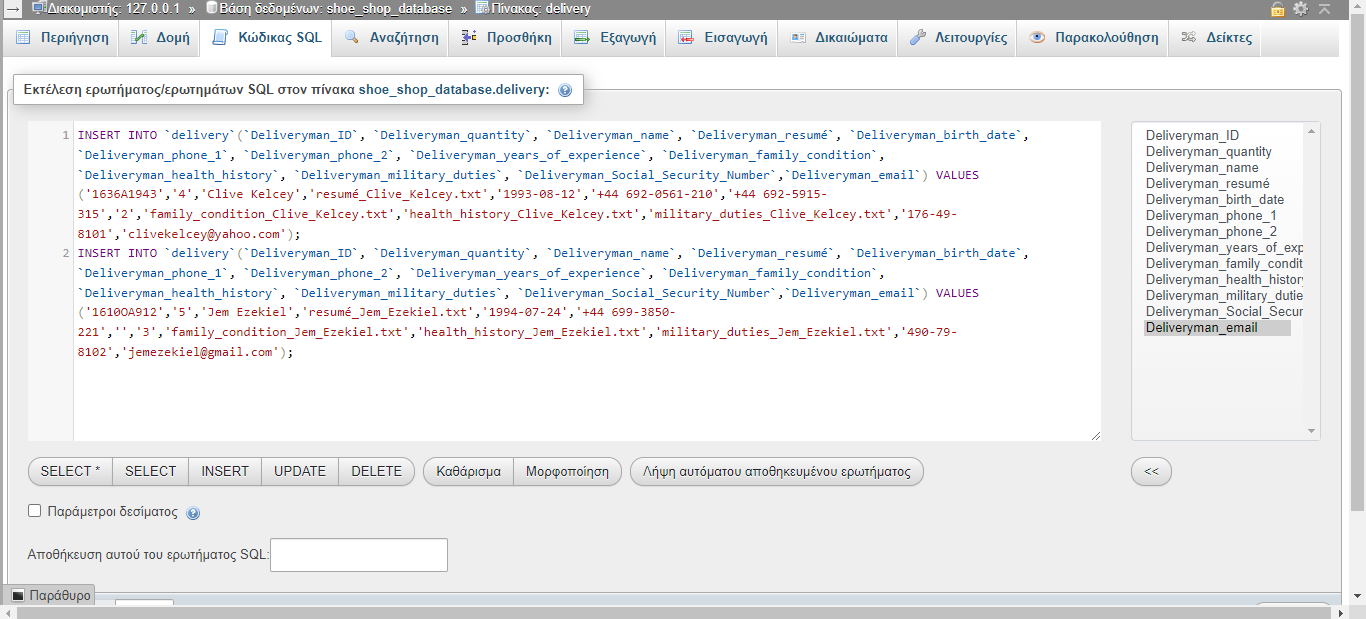 Διακομιστής: 127.0.0.1 » Βάση δεδομένων: shoe_shop_database » Πίνακας: delivery
Περιήγηση Δομή Κώδικας SQL Αναζήτηση Προσθήκη Εξαγωγή Εισαγωγή Δικαιώματα Λειτουργίες Παρακολούθηση Δείκτες
Εκτέλεση ερωτήματος/ερωτημάτων SQL στον πίνακα shoe_shop_database.delivery:
1 INSERT INTO `delivery`(`Deliveryman_ID`, `Deliveryman_quantity`, `Deliveryman_name`, `Deliveryman_resumé`, `Deliveryman_birth_date`,
`Deliveryman_phone_1`, `Deliveryman_phone_2`, `Deliveryman_years_of_experience`, `Deliveryman_family_condition`,
`Deliveryman_health_history`, `Deliveryman_military_duties`, `Deliveryman_Social_Security_Number`,`Deliveryman_email`) VALUES
('1636A1943','4','Clive Kelcey','resumé_Clive_Kelcey.txt','1993-08-12','+44 692-0561-210','+44 692-5915-
315','2','family_condition_Clive_Kelcey.txt','health_history_Clive_Kelcey.txt','military_duties_Clive_Kelcey.txt','176-49-
8101','clivekelcey@yahoo.com');
2 INSERT INTO `delivery`(`Deliveryman_ID`, `Deliveryman_quantity`, `Deliveryman_name`, `Deliveryman_resumé`, `Deliveryman_birth_date`,
`Deliveryman_phone_1`, `Deliveryman_phone_2`, `Deliveryman_years_of_experience`, `Deliveryman_family_condition`,
`Deliveryman_health_history`, `Deliveryman_military_duties`, `Deliveryman_Social_Security_Number`,`Deliveryman_email`) VALUES
('1610OA912','5','Jem Ezekiel','resumé_Jem_Ezekiel.txt','1994-07-24','+44 699-3850-
221','','3','family_condition_Jem_Ezekiel.txt','health_history_Jem_Ezekiel.txt','military_duties_Jem_Ezekiel.txt','490-79-
8102','jemezekiel@gmail.com');
Deliveryman_ID
Deliveryman_quantity
Deliveryman_name
Deliveryman_resumé
Deliveryman_birth_date
Deliveryman_phone_1
Deliveryman_phone_2
Deliveryman_years_of_exp
Deliveryman_family_condit
Deliveryman_health_history
Deliveryman_military_dutie
Deliveryman_Social_Secur
Deliveryman_email
SELECT * SELECT INSERT UPDATE DELETE Καθάρισμα Μορφοποίηση Λήψη αυτόματου αποθηκευμένου ερωτήματος <<
Παράμετροι δεσίματος
Αποθήκευση αυτού του ερωτήματος SQL:
Παράθυρο